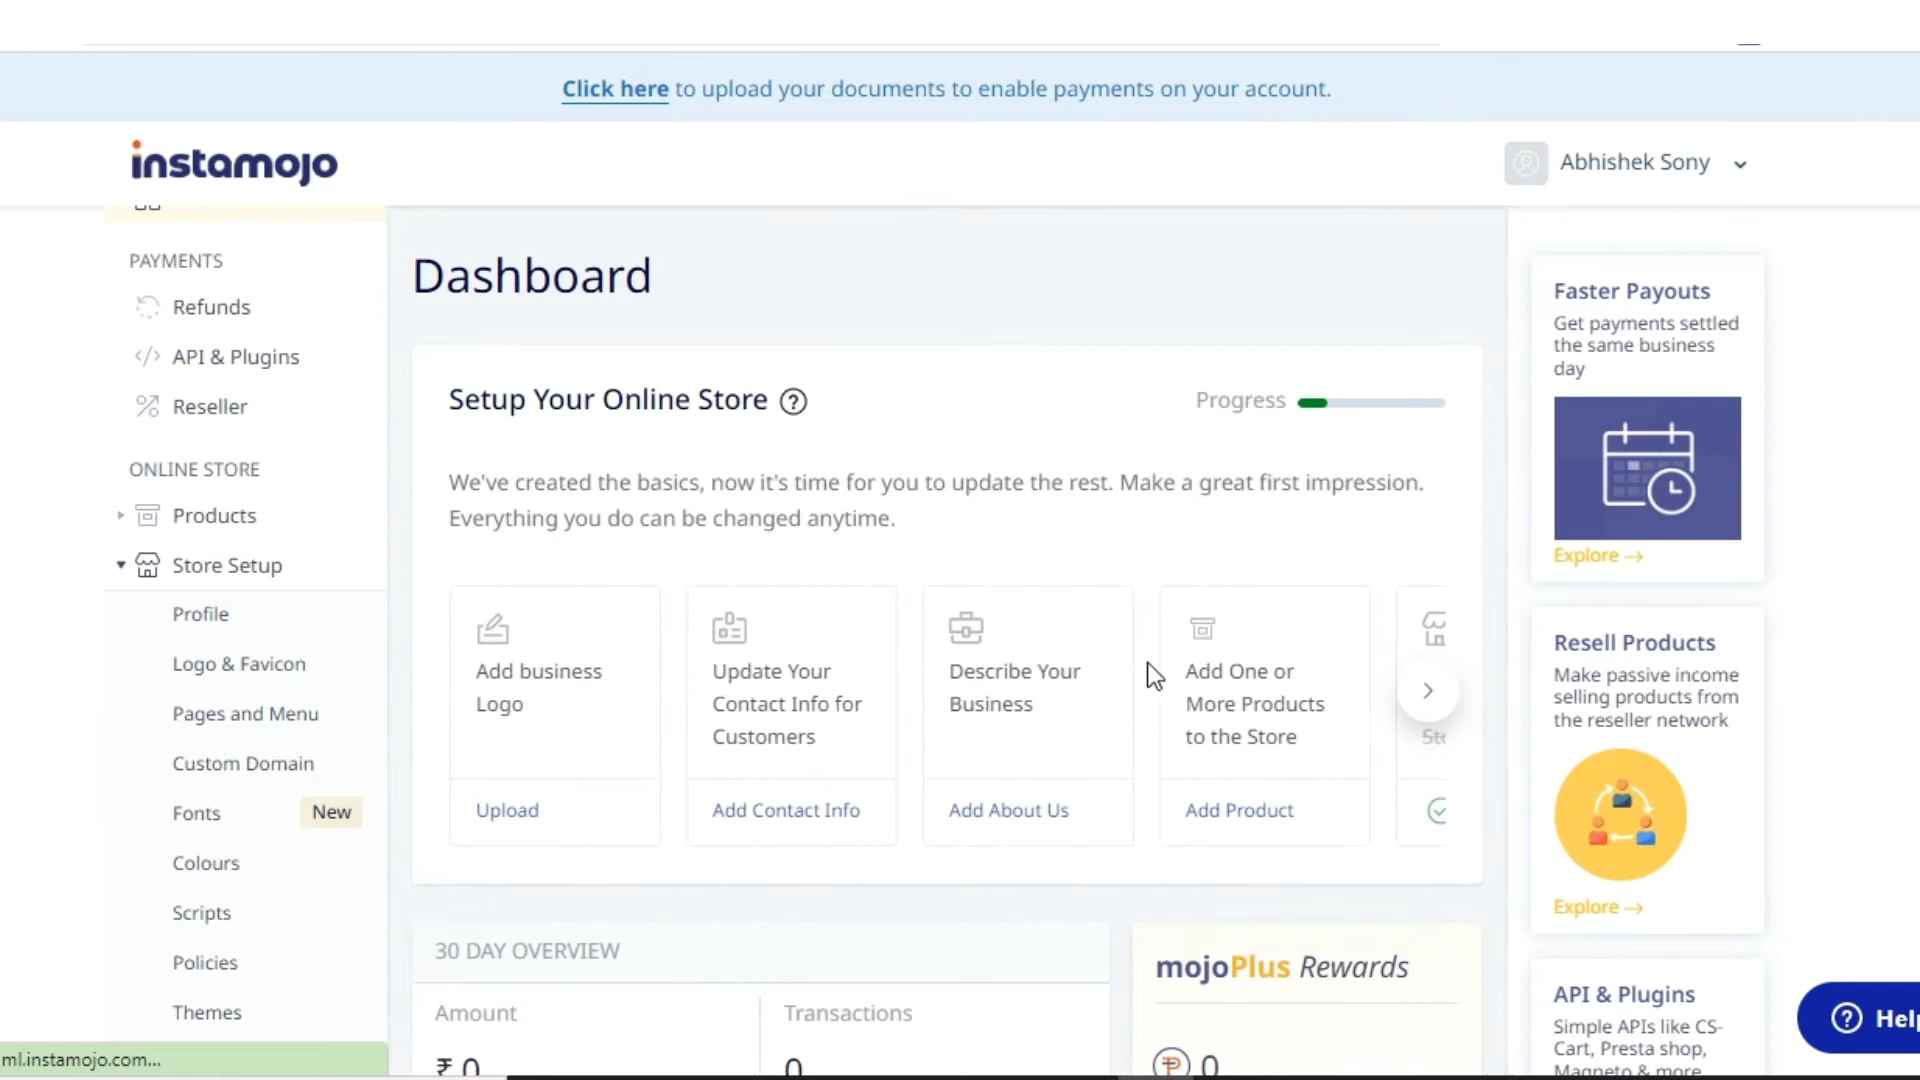 Click here to upload your documents to enable payments on your account.
instamojo
Abhishek Sony
PAYMENTS
Refunds
API & Plugins
Reseller
ONLINE STORE
Products
Store Setup
Profile
Logo & Favicon
Pages and Menu
Custom Domain
Fonts New
Colours
Scripts
Policies
Themes
ml.instamojo.com...
Dashboard
Setup Your Online Store
Progress
We've created the basics, now it's time for you to update the rest. Make a great first impression.
Everything you do can be changed anytime.
Add business
Logo
Upload
Update Your
Contact Info for
Customers
Add Contact Info
Describe Your
Business
Add About Us
Add One or
More Products
to the Store
Add Product
30 DAY OVERVIEW
Amount
₹ 0
Transactions
0
mojoPlus Rewards
0
Faster Payouts
Get payments settled
the same business
day
Explore →
Resell Products
Make passive income
selling products from
the reseller network
Explore →
API & Plugins
Simple APIs like CS-
Cart, Presta shop,
Magneto & more
Help